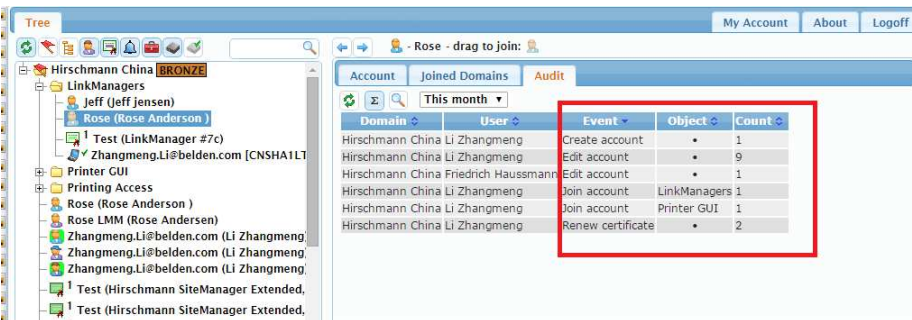 Tree
My Account About Logoff
- Rose - drag to join:
Hirschmann China BRONZE
LinkManagers
Jeff (Jeff jensen)
Rose (Rose Anderson )
1 Test (LinkManager #7c)
Zhangmeng.Li@belden.com [CNSHA1LT
Printer GUI
Printing Access
Rose (Rose Anderson )
Rose LMM (Rose Andersen)
Zhangmeng.Li@belden.com (Li Zhangmeng
Zhangmeng.Li@belden.com (Li Zhangmeng
Zhangmeng.Li@belden.com (Li Zhangmeng
1 Test (Hirschmann SiteManager Extended,
1 Test (Hirschmann SiteManager Extended,
Account Joined Domains Audit
Σ This month
Domain User Event Object Count
Hirschmann China Li Zhangmeng Create account • 1
Hirschmann China Li Zhangmeng Edit account • 9
Hirschmann China Friedrich Haussmann Edit account • 1
Hirschmann China Li Zhangmeng Join account LinkManagers 1
Hirschmann China Li Zhangmeng Join account Printer GUI 1
Hirschmann China Li Zhangmeng Renew certificate • 2